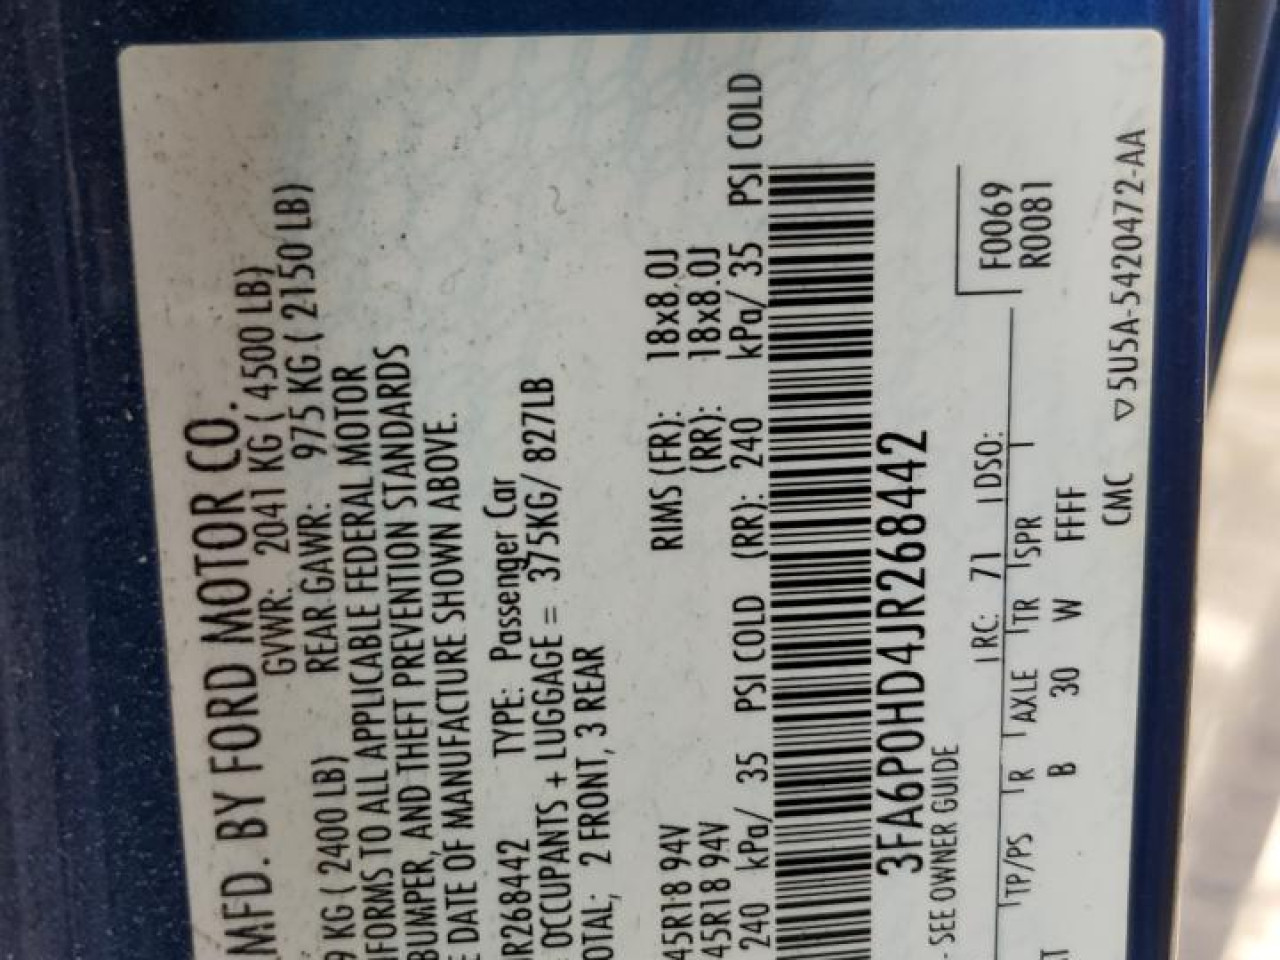 MFD. BY FORD MOTOR CO.
GVWR: 2041 KG ( 4500 LB)
9 KG ( 2400 LB) REAR GAWR: 975 KG ( 2150 LB)
NFORMS TO ALL APPLICABLE FEDERAL MOTOR
BUMPER, AND THEFT PREVENTION STANDARDS
E DATE OF MANUFACTURE SHOWN ABOVE.
JR268442 TYPE: Passenger Car
OCCUPANTS + LUGGAGE = 375KG/ 827LB
OTAL; 2 FRONT, 3 REAR
45R18 94V RIMS (FR): 18x8.0J
45R18 94V (RR): 18x8.0J
240 kPa/ 35 PSI COLD (RR): 240 kPa/ 35 PSI COLD
3FA6P0HD4JR268442
- SEE OWNER GUIDE
RC: 71 DSO: F0069
R0081
TP/PS R AXLE TR SPR
B 30 W FFFF
CMC ▽5U5A-5420472-AA